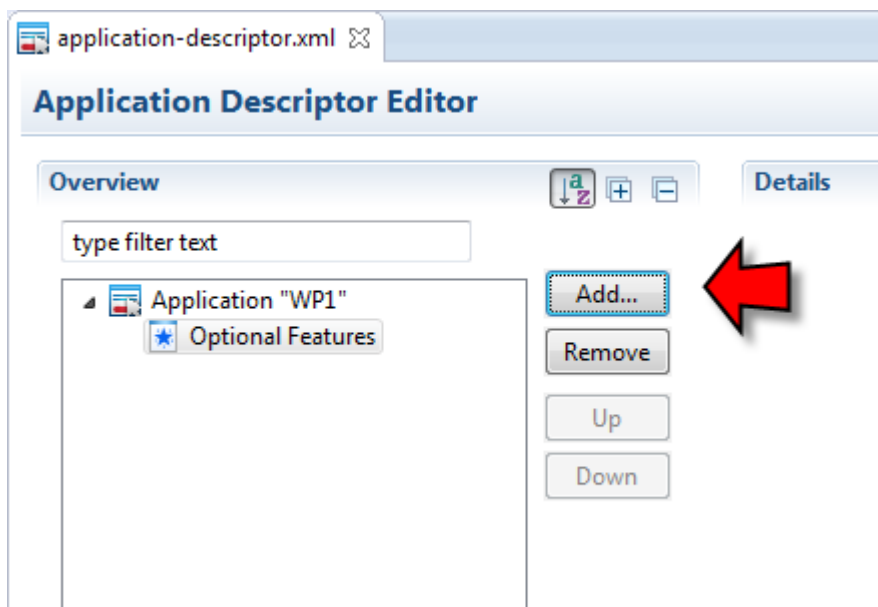 application-descriptor.xml
Application Descriptor Editor
Overview
Details
type filter text
Application "WP1"
Optional Features
Add...
Remove
Up
Down